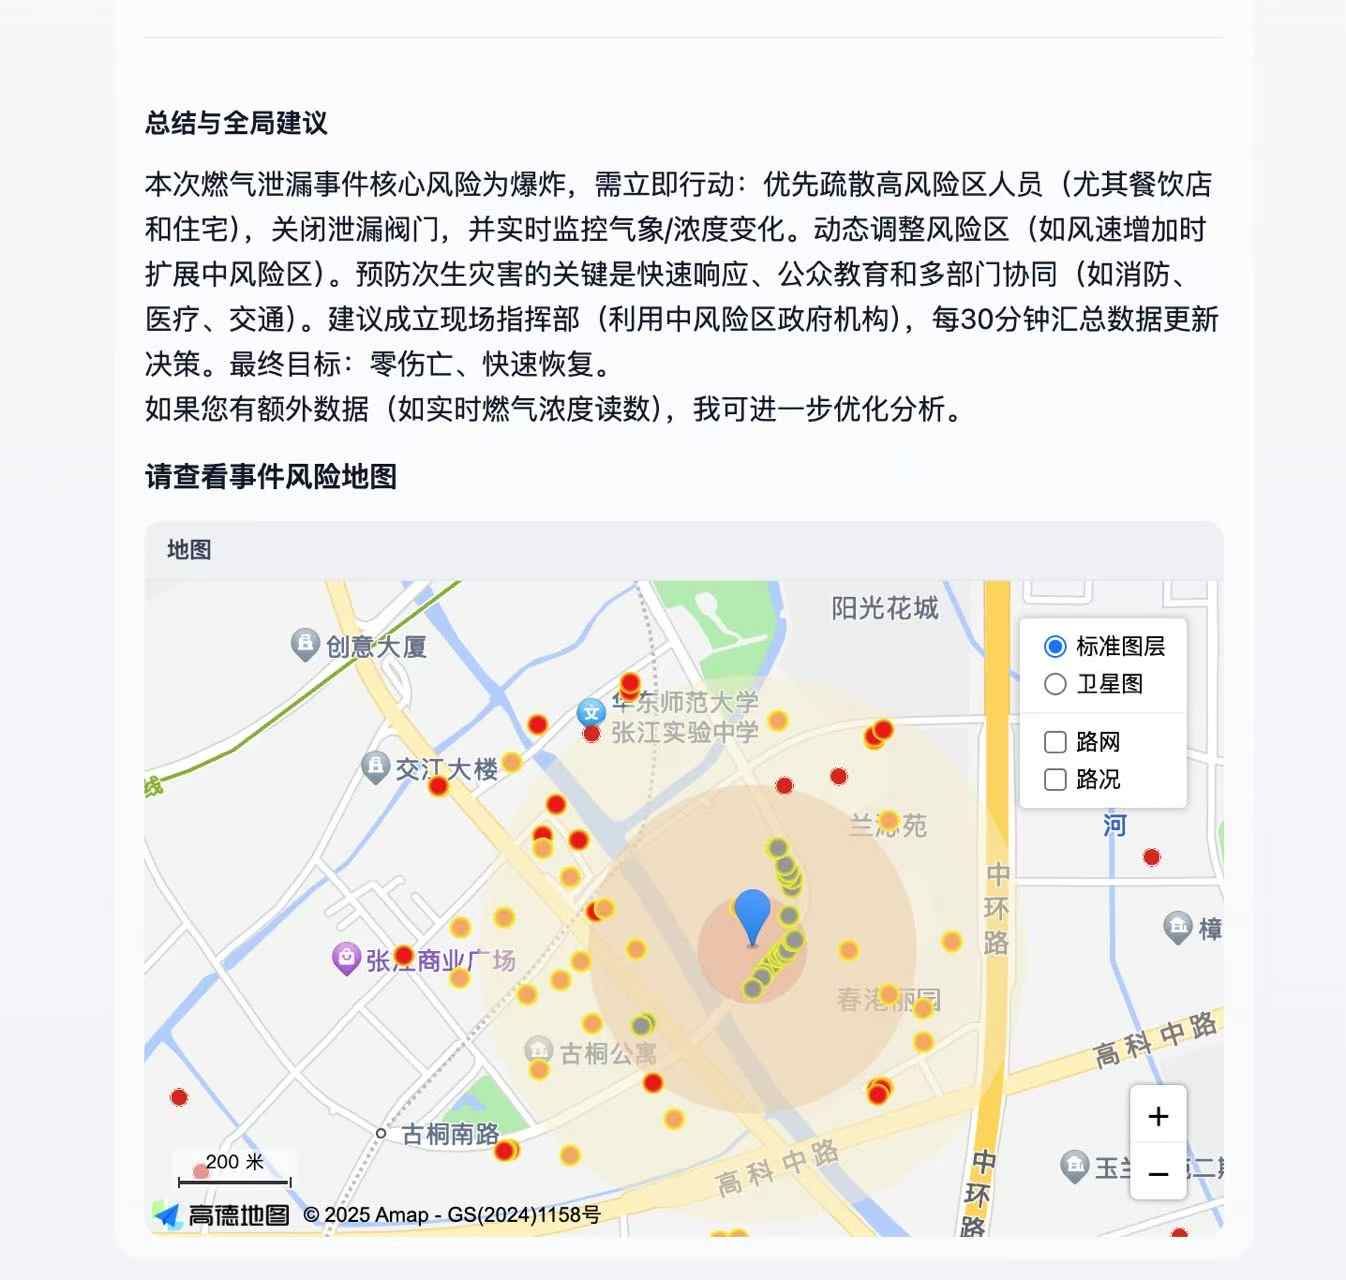 总结与全局建议
本次燃气泄漏事件核心风险为爆炸，需立即行动：优先疏散高风险区人员（尤其餐饮店
和住宅），关闭泄漏阀门，并实时监控气象/浓度变化。动态调整风险区（如风速增加时
扩展中风险区）。预防次生灾害的关键是快速响应、公众教育和多部门协同（如消防、
医疗、交通）。建议成立现场指挥部（利用中风险区政府机构），每30分钟汇总数据更新
决策。最终目标：零伤亡、快速恢复。
如果您有额外数据（如实时燃气浓度读数），我可进一步优化分析。
请查看事件风险地图
地图
阳光花城
创意大厦
标准图层
卫星图
路网
路况
华东师范大学
张江实验中学
文
交江大楼
线
兰 苑
河
中环路
樟
张江商业广场
春港丽园
高科中路
古桐公寓
古桐南路
高科中路
中环路
玉兰 二期
+
−
200 米
高德地图 © 2025 Amap - GS(2024)1158号